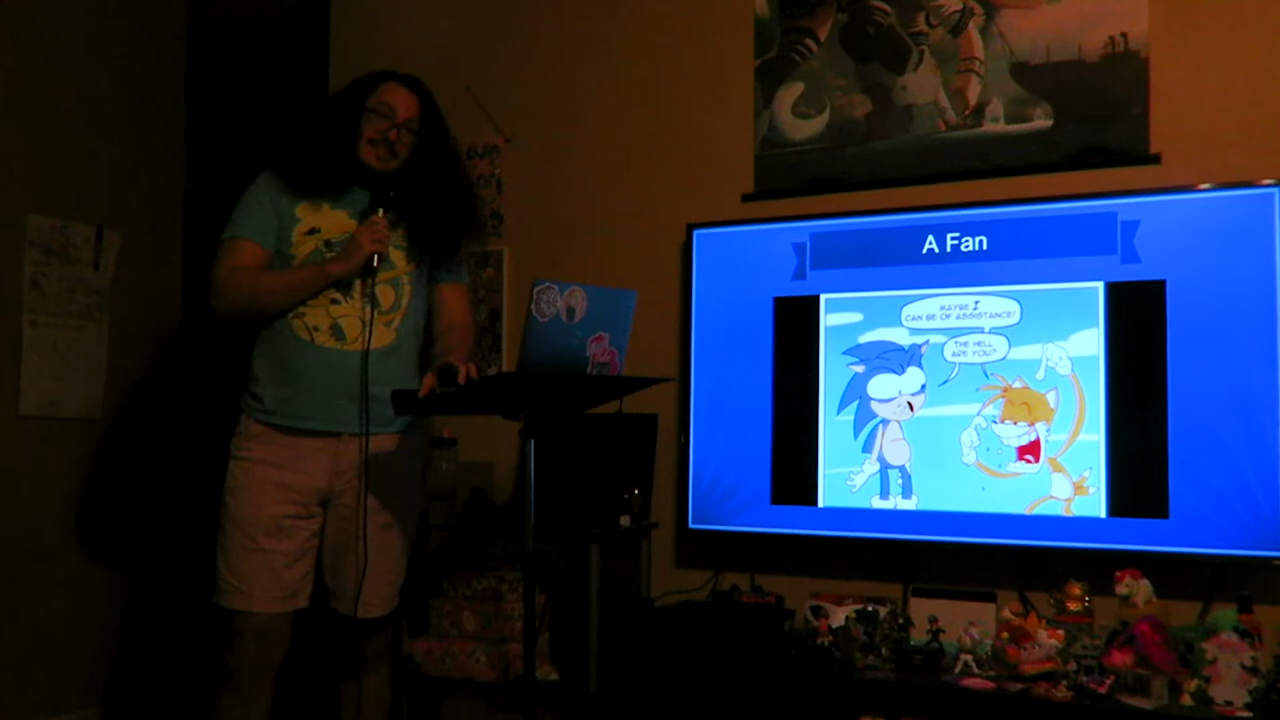 A Fan
MAYBE I
CAN BE OF ASSISTANCE!
THE HELL
ARE YOU?